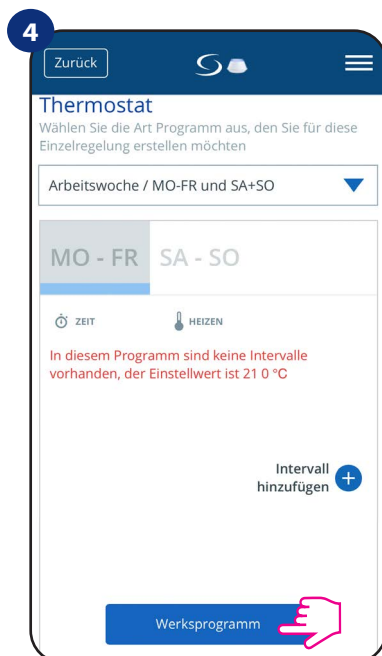 4
Zurück
Thermostat
Wählen Sie die Art Programm aus, den Sie für diese
Einzelregelung erstellen möchten
Arbeitswoche / MO-FR und SA+SO
MO - FR SA - SO
ZEIT HEIZEN
In diesem Programm sind keine Intervalle
vorhanden, der Einstellwert ist 21 0 °C
Intervall
hinzufügen
Werksprogramm